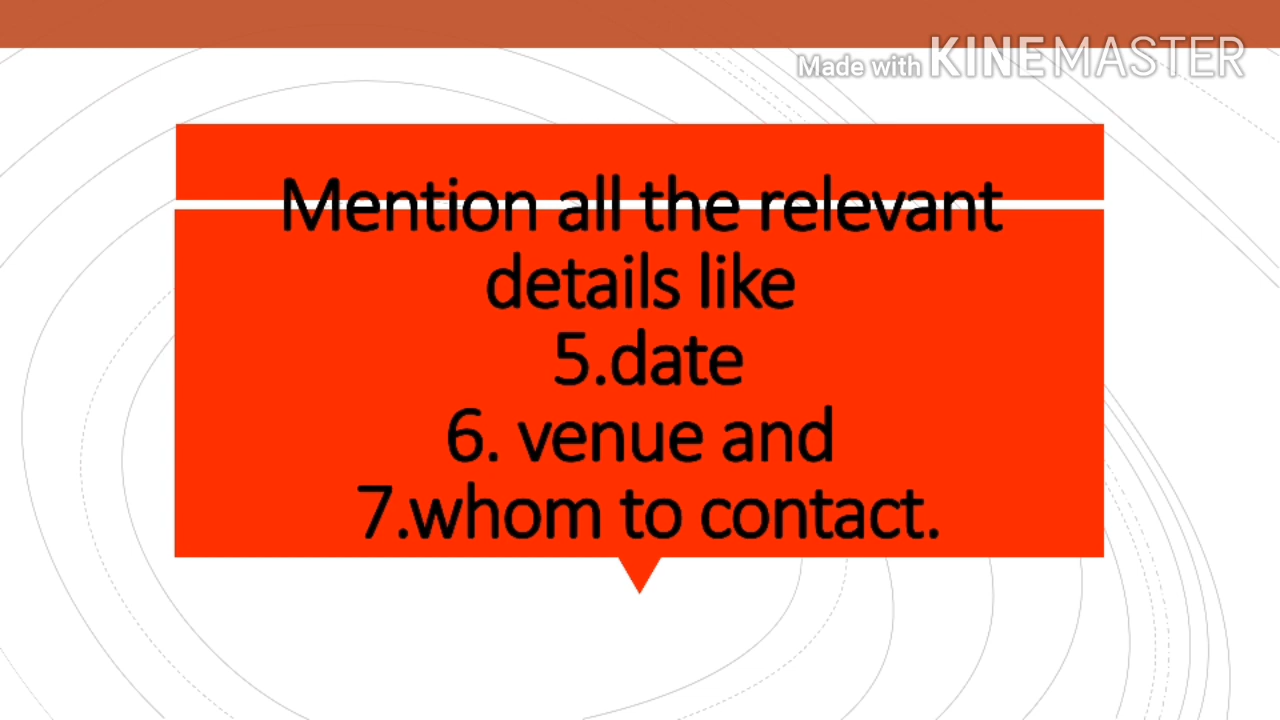 Made with KINEMASTER
Mention all the relevant
details like
5.date
6. venue and
7.whom to contact.